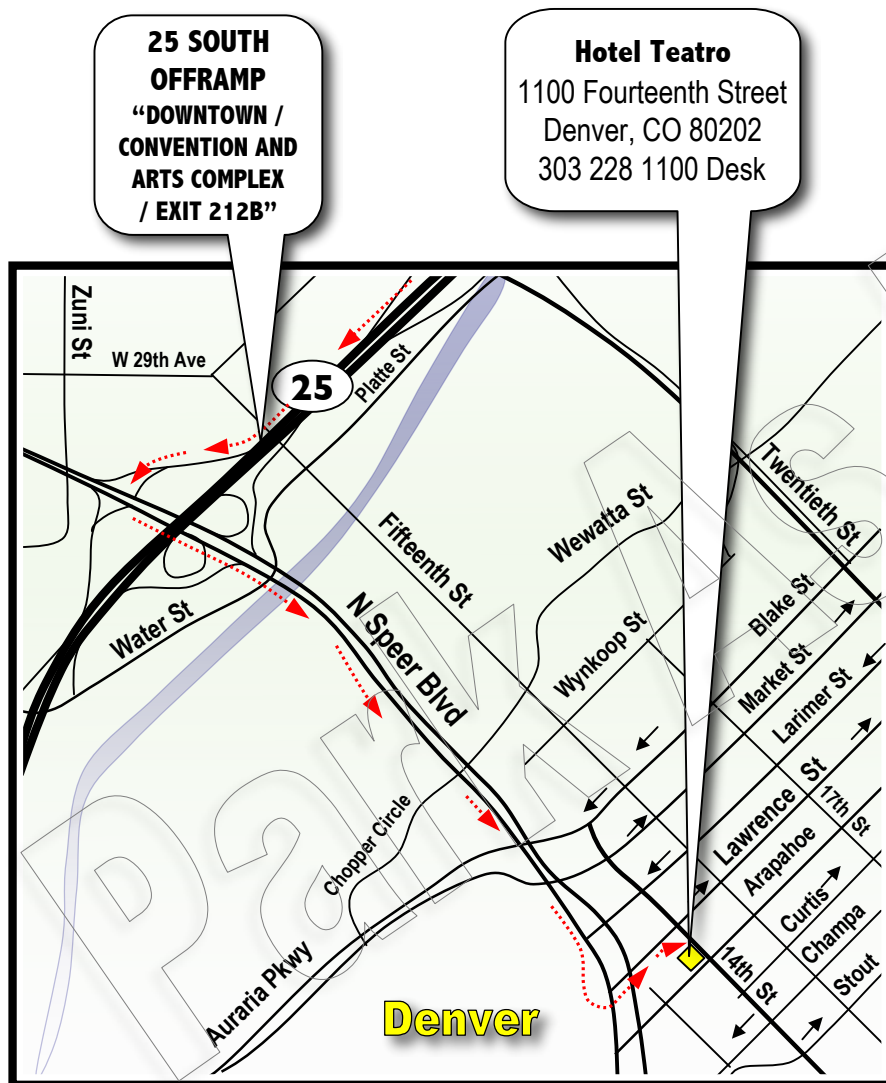 25 SOUTH
OFFRAMP
“DOWNTOWN /
CONVENTION AND
ARTS COMPLEX
/ EXIT 212B”
Hotel Teatro
1100 Fourteenth Street
Denver, CO 80202
303 228 1100 Desk
Zuni St
W 29th Ave
25
Platte St
Twentieth St
Fifteenth St
Wewatta St
N Speer Blvd
Water St
Wynkoop St
Blake St
Market St
Larimer St
Lawrence St
17th St
Arapahoe
Curtis
Champa
Stout
14th St
Chopper Circle
Auraria Pkwy
Denver
Park